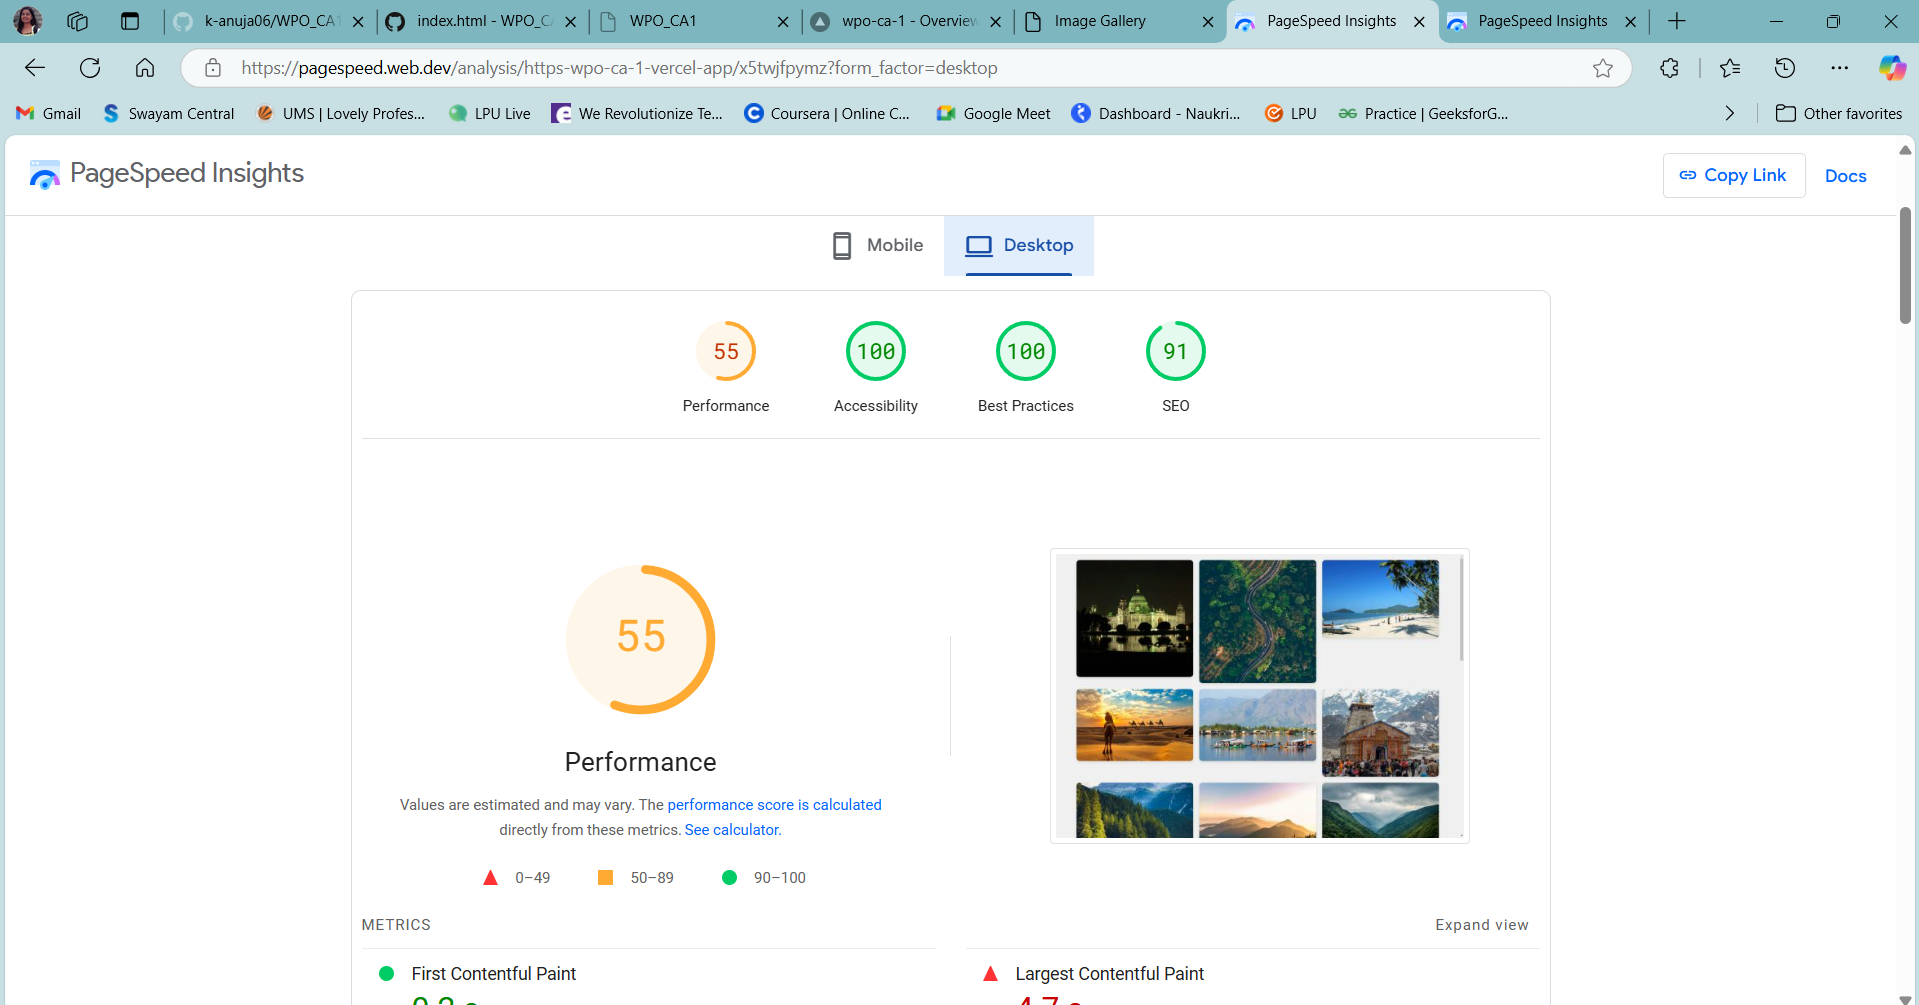 k-anuja06/WPO_CA1
index.html - WPO_CA
WPO_CA1
wpo-ca-1 - Overview
Image Gallery
PageSpeed Insights
PageSpeed Insights
https://pagespeed.web.dev/analysis/https-wpo-ca-1-vercel-app/x5twjfpymz?form_factor=desktop
Gmail
Swayam Central
UMS | Lovely Profes...
LPU Live
We Revolutionize Te...
Coursera | Online C...
Google Meet
Dashboard - Naukri...
LPU
Practice | GeeksforG...
Other favorites
PageSpeed Insights
Copy Link
Docs
Mobile
Desktop
55
100
100
91
Performance
Accessibility
Best Practices
SEO
55
Performance
Values are estimated and may vary. The performance score is calculated
directly from these metrics. See calculator.
0–49
50–89
90–100
METRICS
Expand view
First Contentful Paint
Largest Contentful Paint